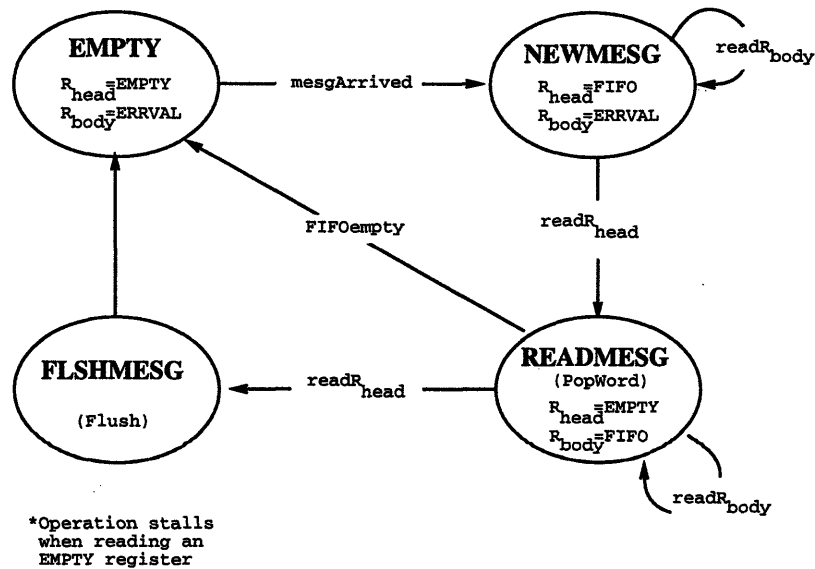 EMPTY
Rhead=EMPTY
Rbody=ERRVAL
mesgArrived
NEWMESG
Rhead=FIFO
Rbody=ERRVAL
readRbody
FIFOempty
readRhead
FLSHMESG
(Flush)
readRhead
READMESG
(PopWord)
Rhead=EMPTY
Rbody=FIFO
readRbody
*Operation stalls
when reading an
EMPTY register